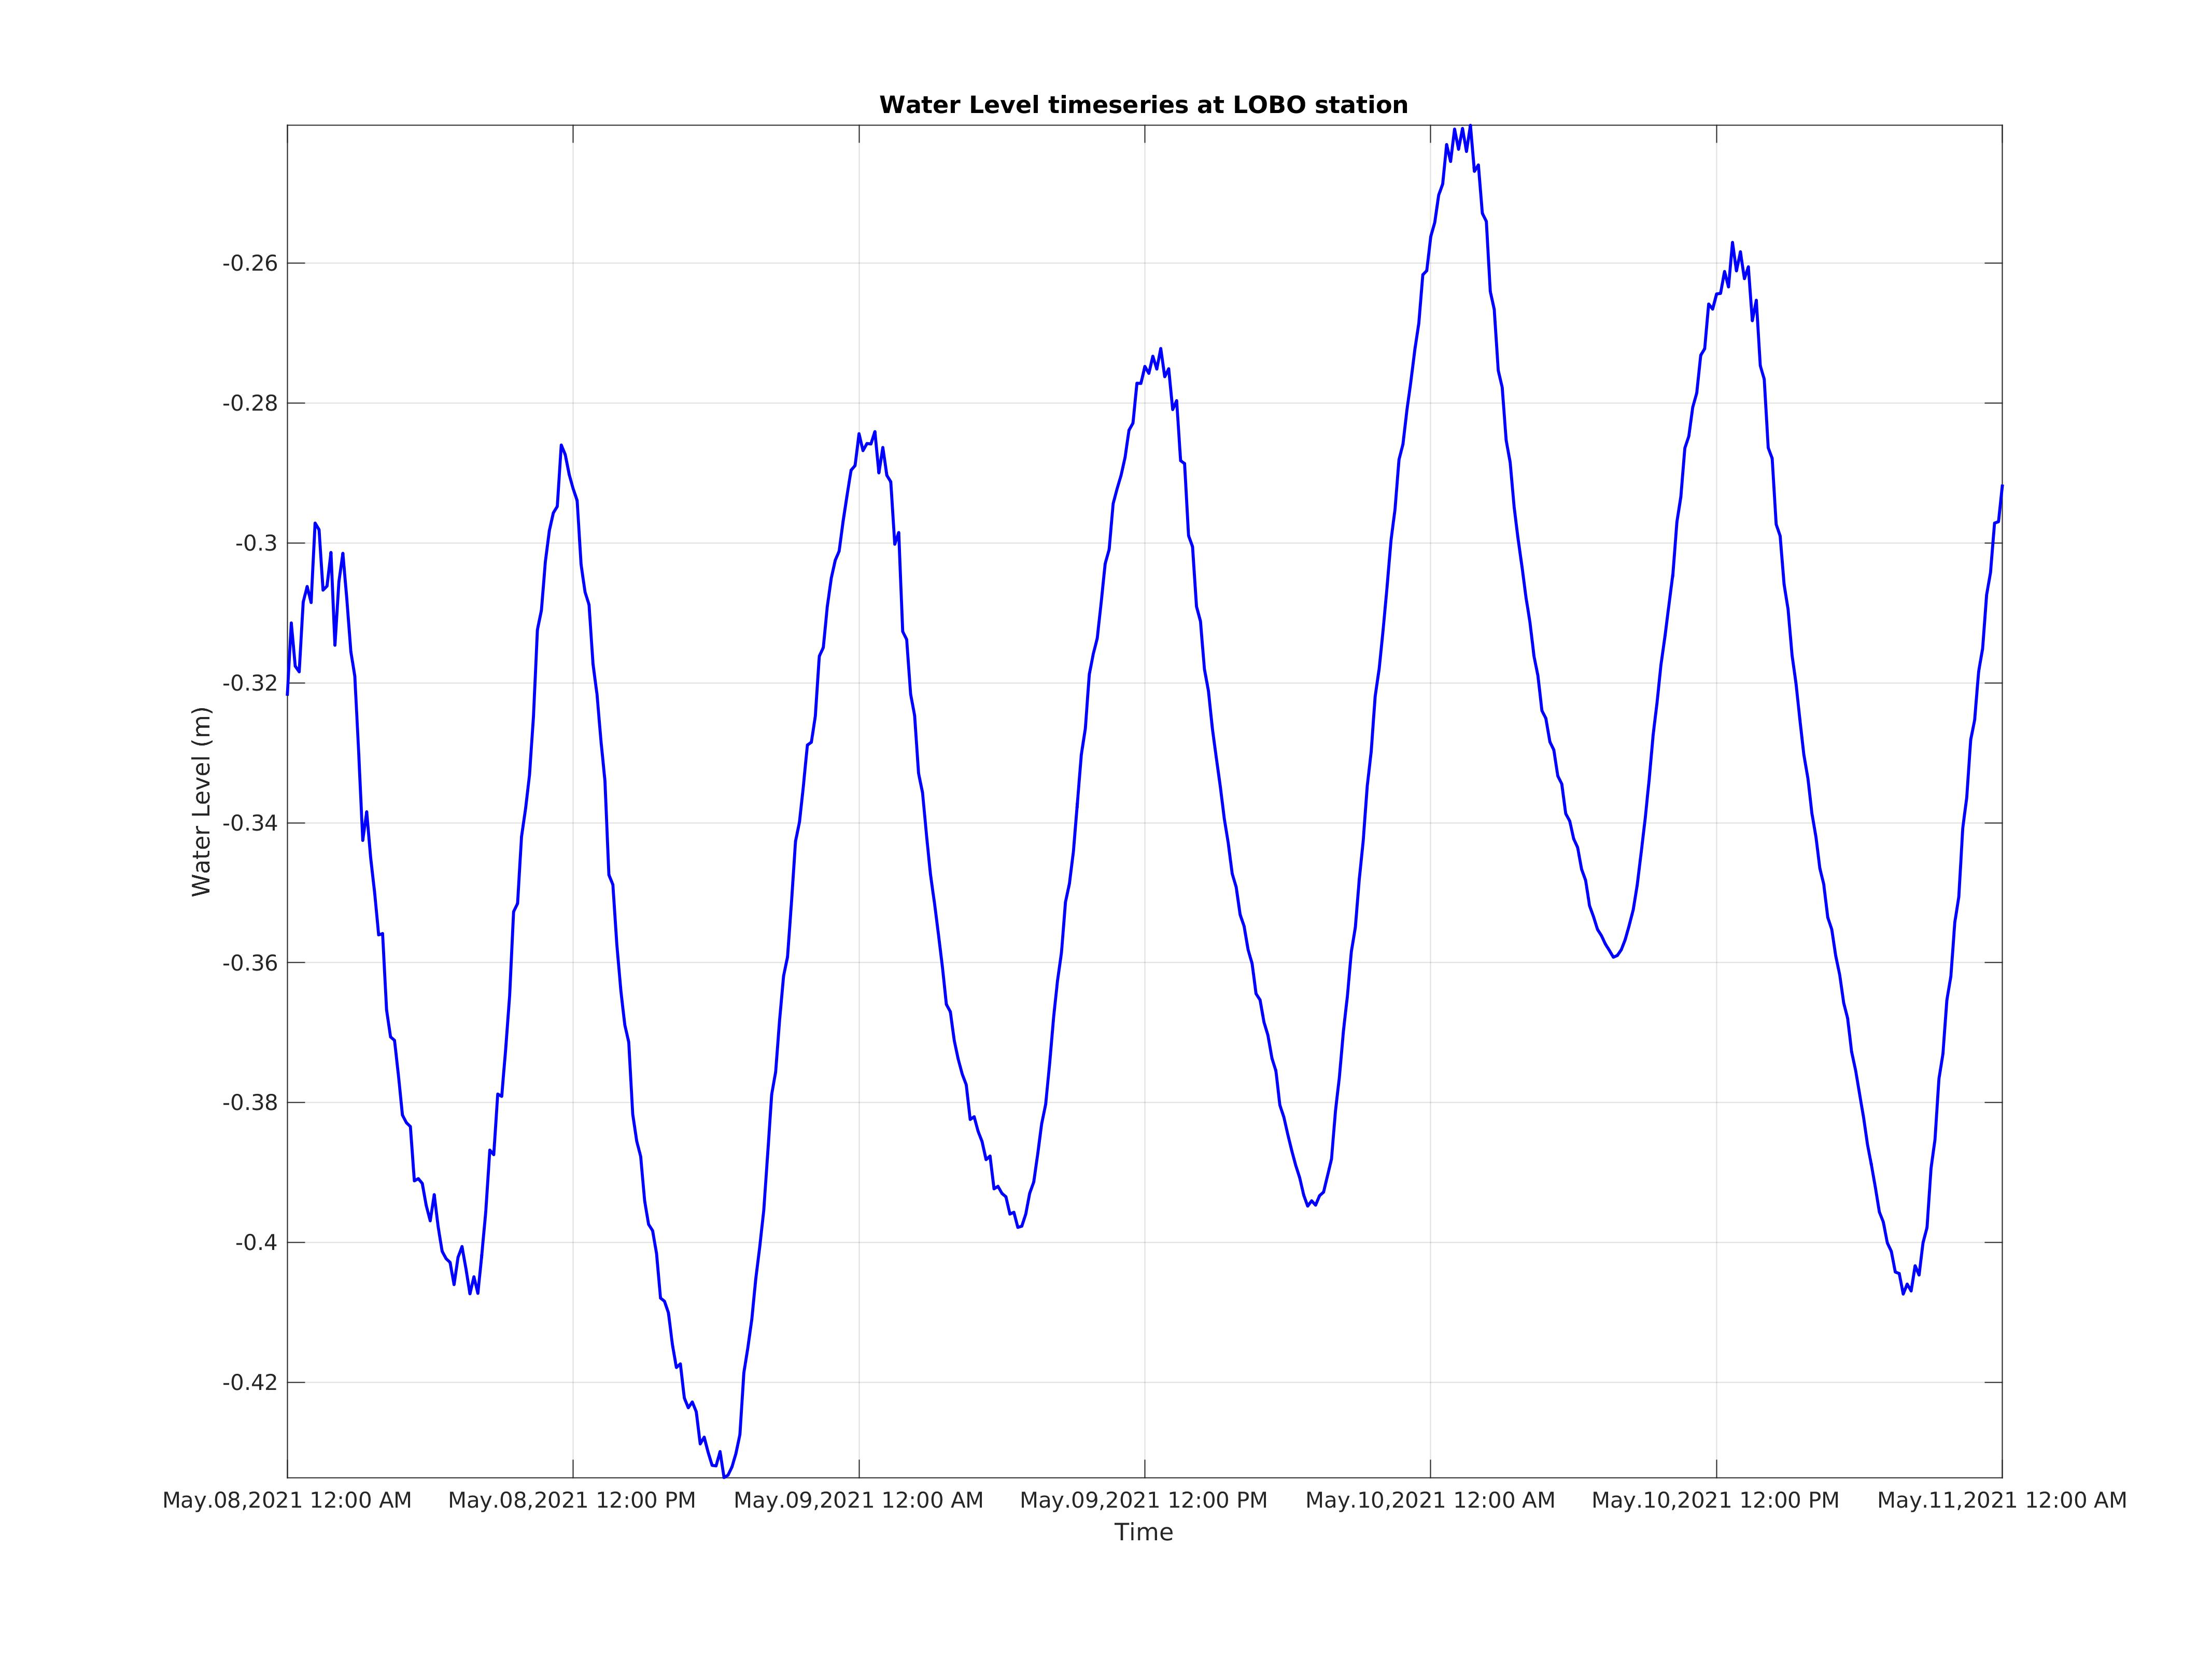 Water Level timeseries at LOBO station
-0.26
-0.28
-0.3
-0.32
-0.34
-0.36
-0.38
-0.4
-0.42
Water Level (m)
May.08,2021 12:00 AM
May.08,2021 12:00 PM
May.09,2021 12:00 AM
May.09,2021 12:00 PM
May.10,2021 12:00 AM
May.10,2021 12:00 PM
May.11,2021 12:00 AM
Time